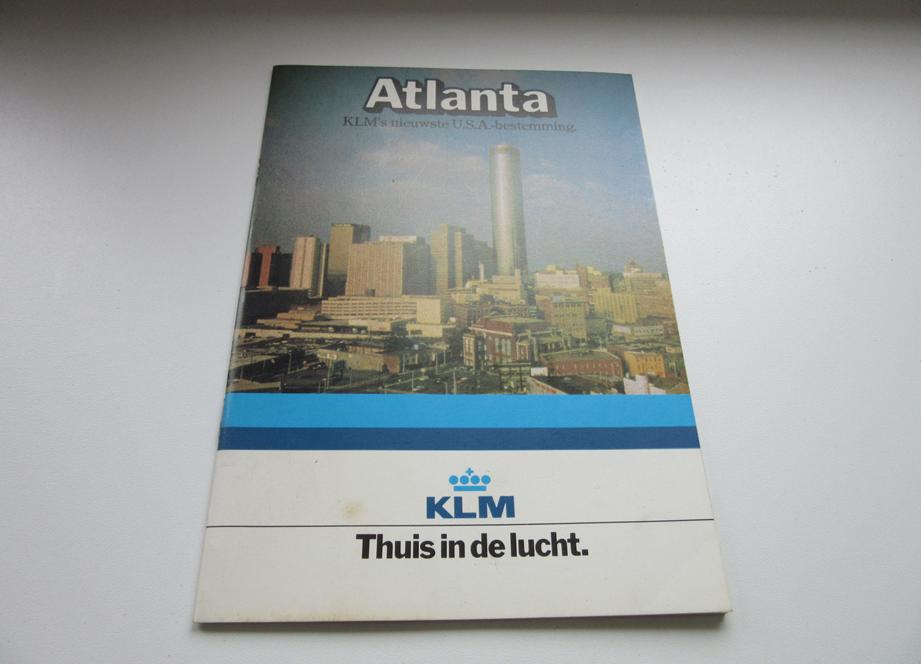 Atlanta
KLM's nieuwste U.S.A.-bestemming.
KLM
Thuis in de lucht.